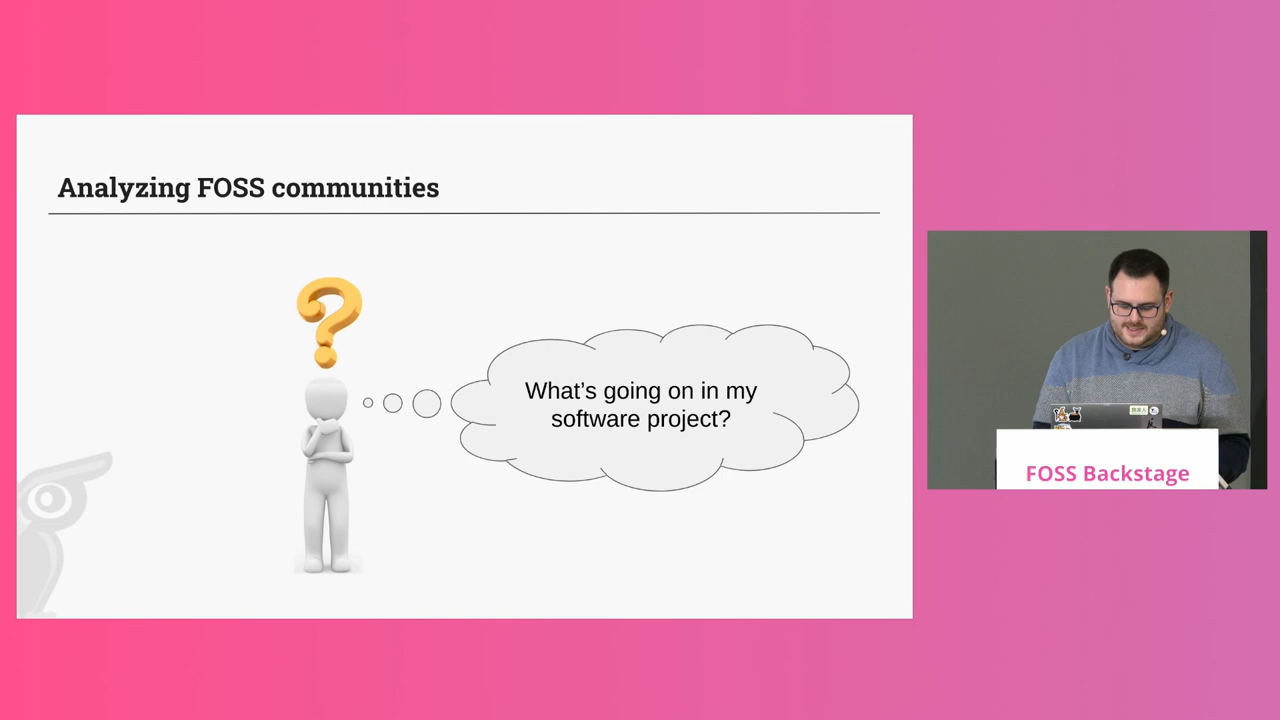 Analyzing FOSS communities
What's going on in my
software project?
FOSS Backstage